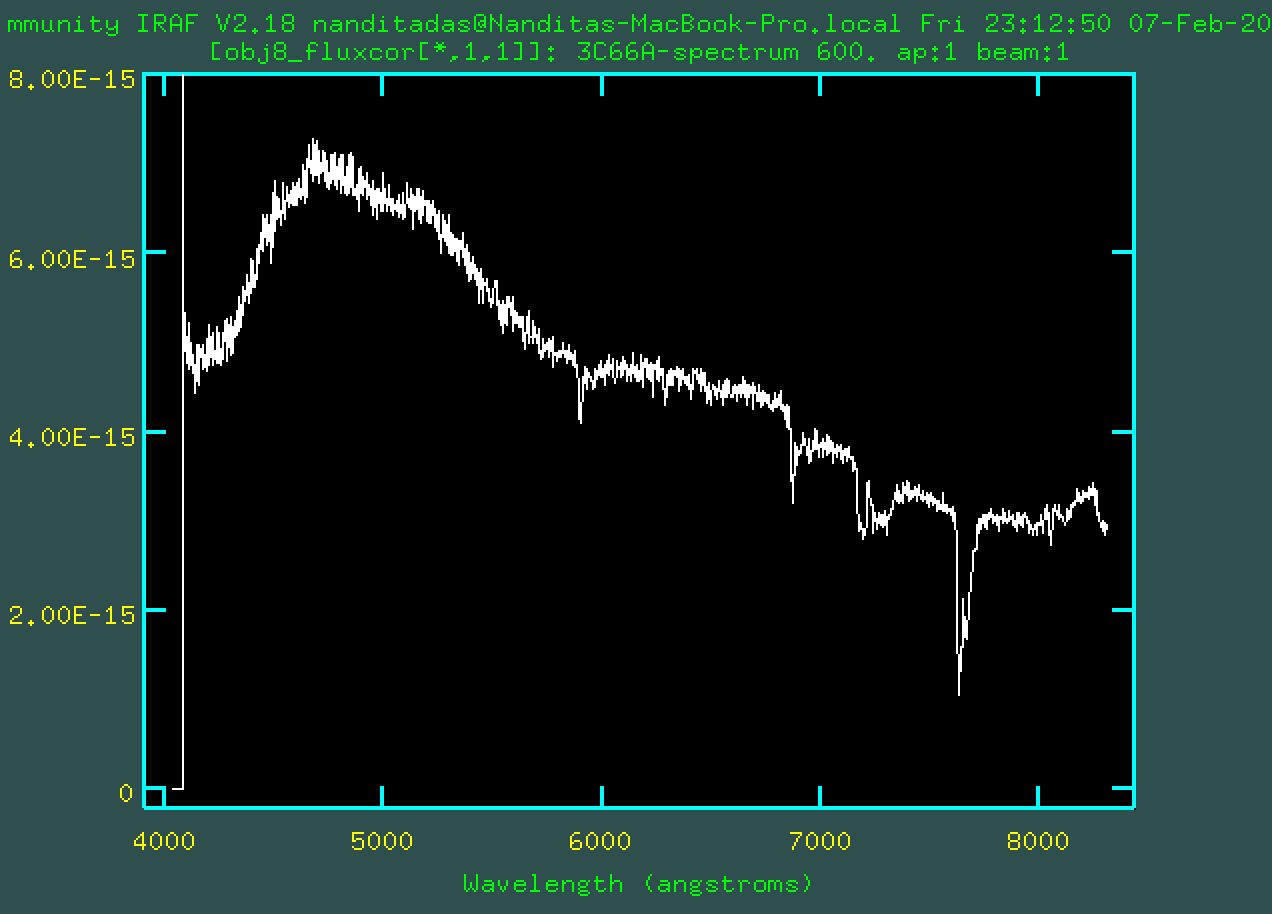 mmunity IRAF V2.18 nanditadas@Nanditas-MacBook-Pro.local Fri 23:12:50 07-Feb-20
[obj8_fluxcor[*,1,1]]: 3C66A-spectrum 600. ap:1 beam:1
8.00E-15
6.00E-15
4.00E-15
2.00E-15
0
4000 5000 6000 7000 8000
Wavelength (angstroms)